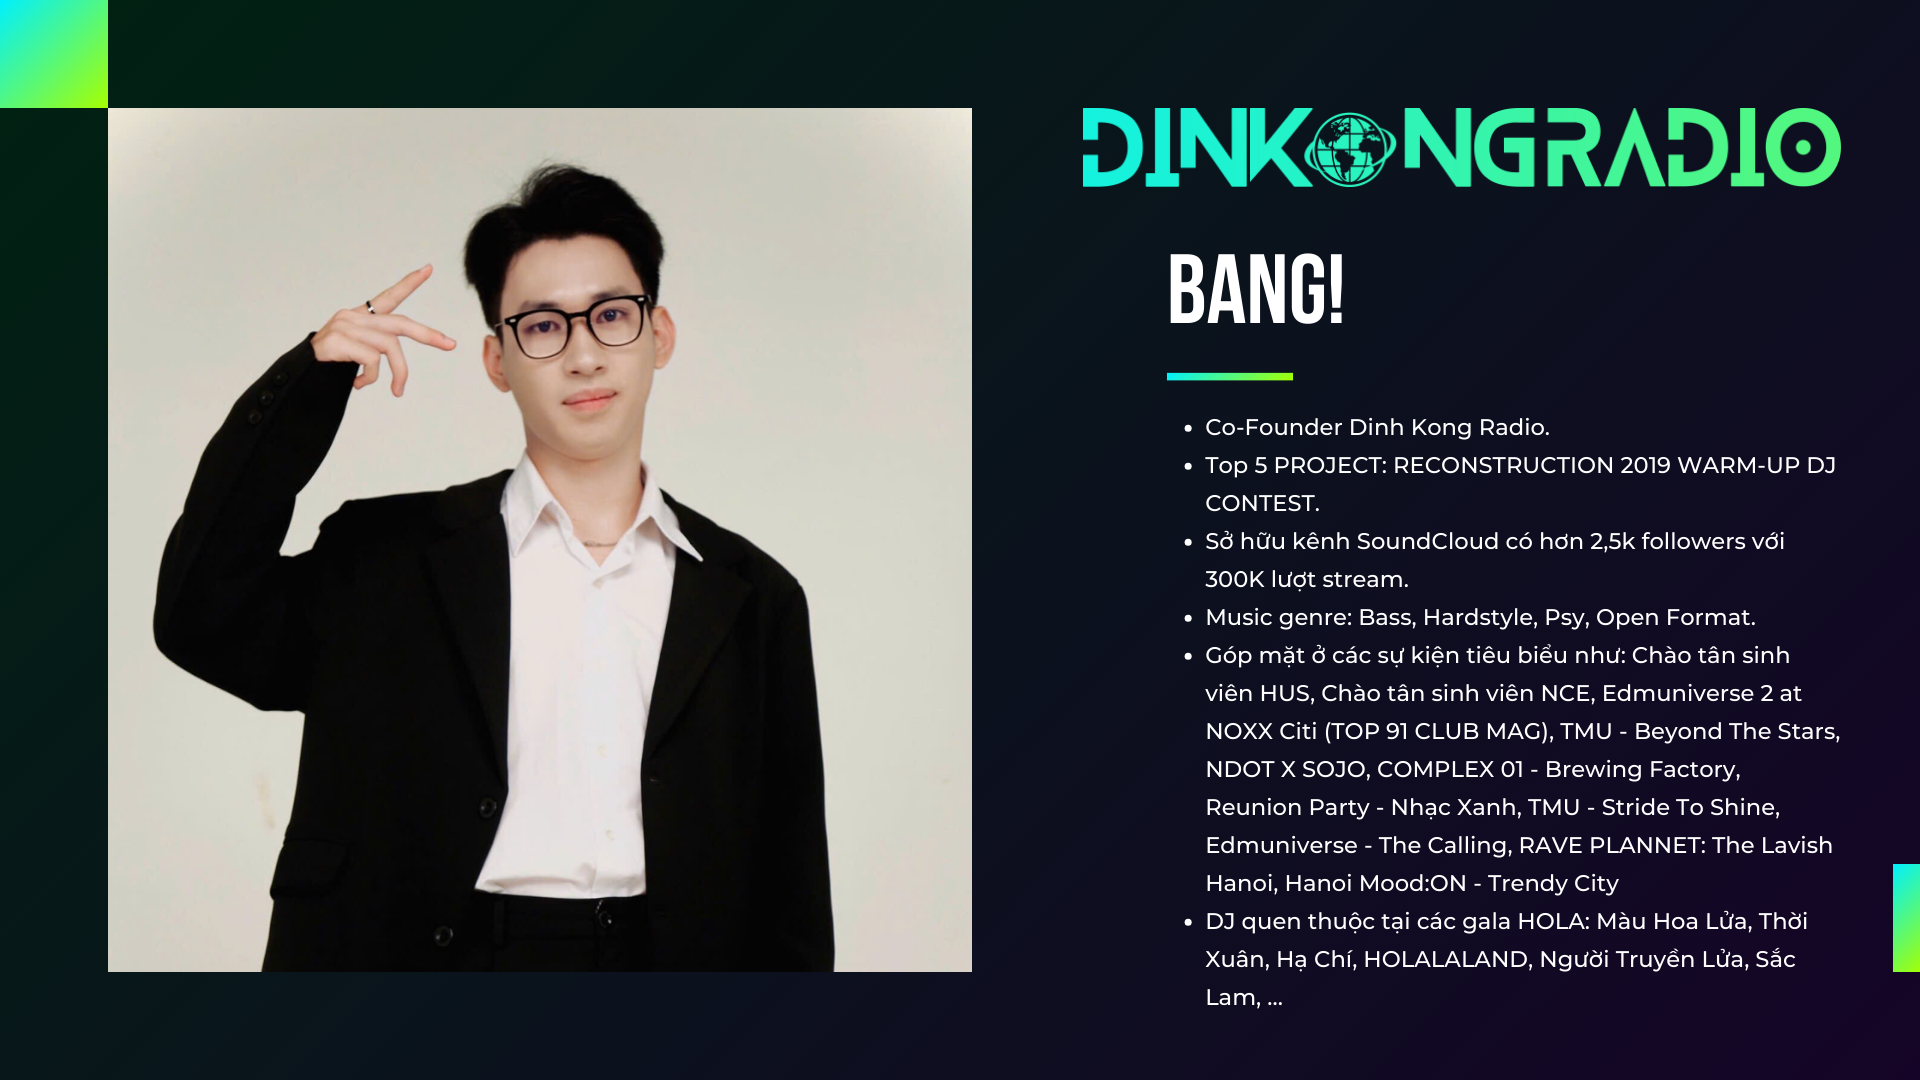 DINKONGRADIO
BANG!
• Co-Founder Dinh Kong Radio.
• Top 5 PROJECT: RECONSTRUCTION 2019 WARM-UP DJ
CONTEST.
• Sở hữu kênh SoundCloud có hơn 2,5k followers với
300K lượt stream.
• Music genre: Bass, Hardstyle, Psy, Open Format.
• Góp mặt ở các sự kiện tiêu biểu như: Chào tân sinh
viên HUS, Chào tân sinh viên NCE, Edmuniverse 2 at
NOXX Citi (TOP 91 CLUB MAG), TMU - Beyond The Stars,
NDOT X SOJO, COMPLEX 01 - Brewing Factory,
Reunion Party - Nhạc Xanh, TMU - Stride To Shine,
Edmuniverse - The Calling, RAVE PLANNET: The Lavish
Hanoi, Hanoi Mood:ON - Trendy City
• DJ quen thuộc tại các gala HOLA: Màu Hoa Lửa, Thời
Xuân, Hạ Chí, HOLALALAND, Người Truyền Lửa, Sắc
Lam, ...